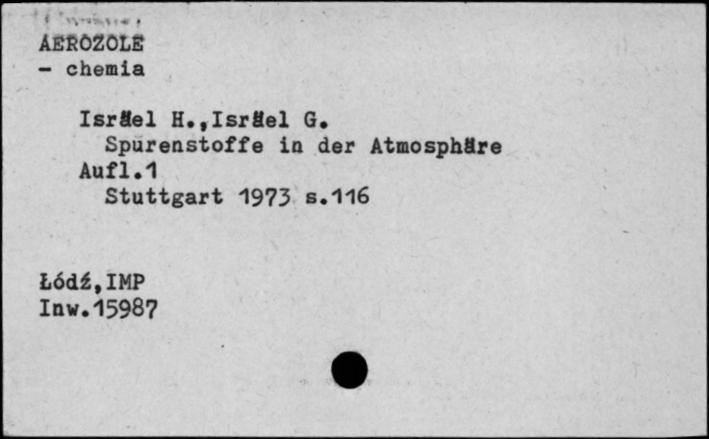 AEROZOLE
- chemia
Isräel H.,Isräel G.
Spurenstoffe in der Atmosphäre
Aufl.1
Stuttgart 1973 s.116
Łódź,IMP
Inw.15987